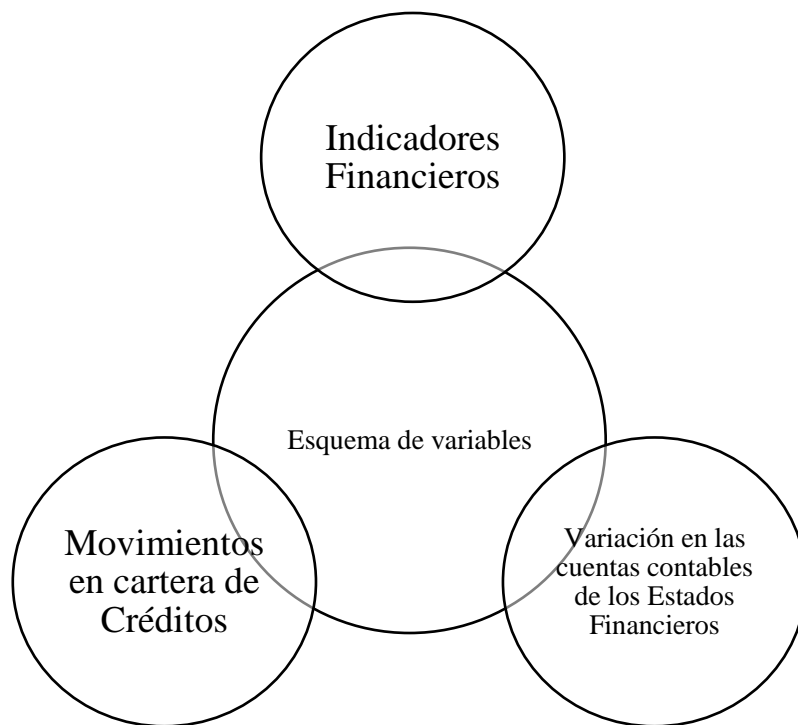 Indicadores
Financieros
Esquema de variables
Movimientos
en cartera de
Créditos
Variación en las
cuentas contables
de los Estados
Financieros